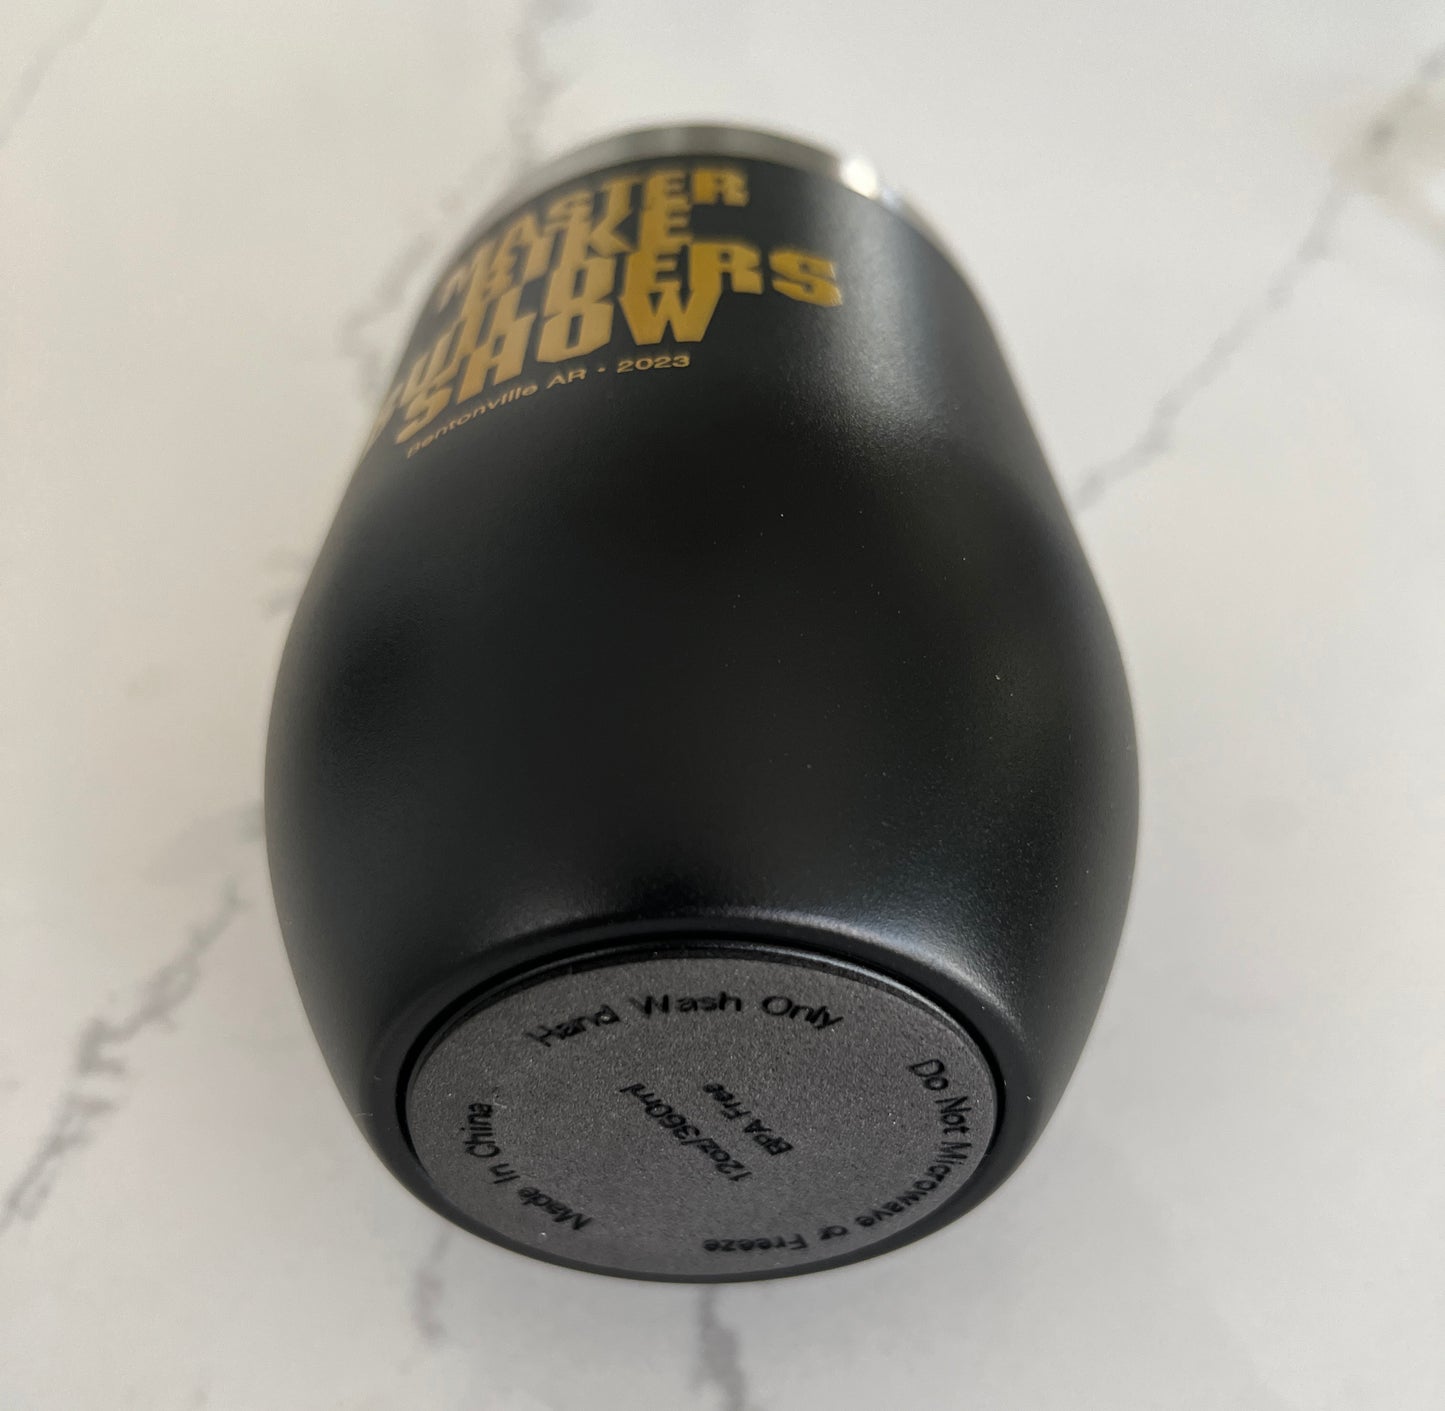 MASTER
BIKE
BUILDERS
SHOW
Bentonville AR • 2023
Hand Wash Only
Do Not Microwave or Freeze
Made In China
12oz/360ml
BPA Free